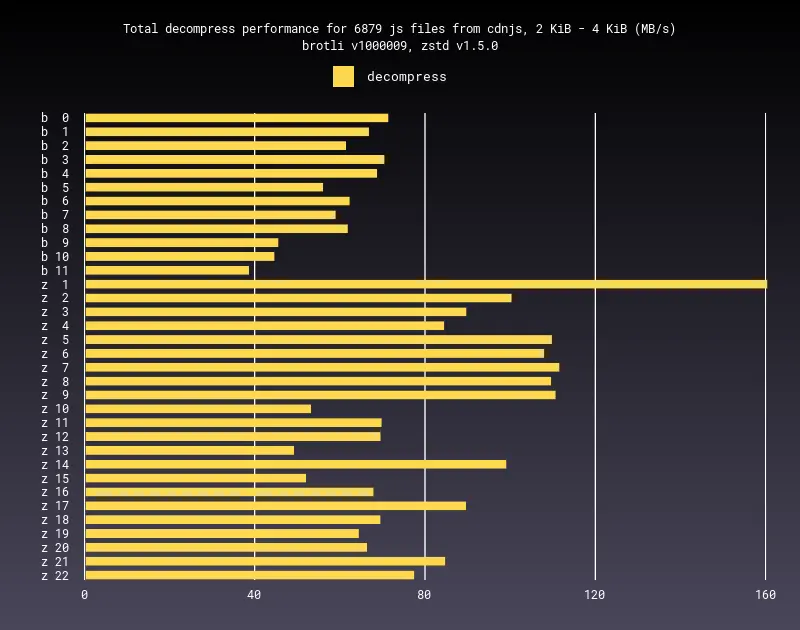 Total decompress performance for 6879 js files from cdnjs, 2 KiB - 4 KiB (MB/s)
brotli v1000009, zstd v1.5.0
decompress
b 0
b 1
b 2
b 3
b 4
b 5
b 6
b 7
b 8
b 9
b 10
b 11
z 1
z 2
z 3
z 4
z 5
z 6
z 7
z 8
z 9
z 10
z 11
z 12
z 13
z 14
z 15
z 16
z 17
z 18
z 19
z 20
z 21
z 22
0 40 80 120 160